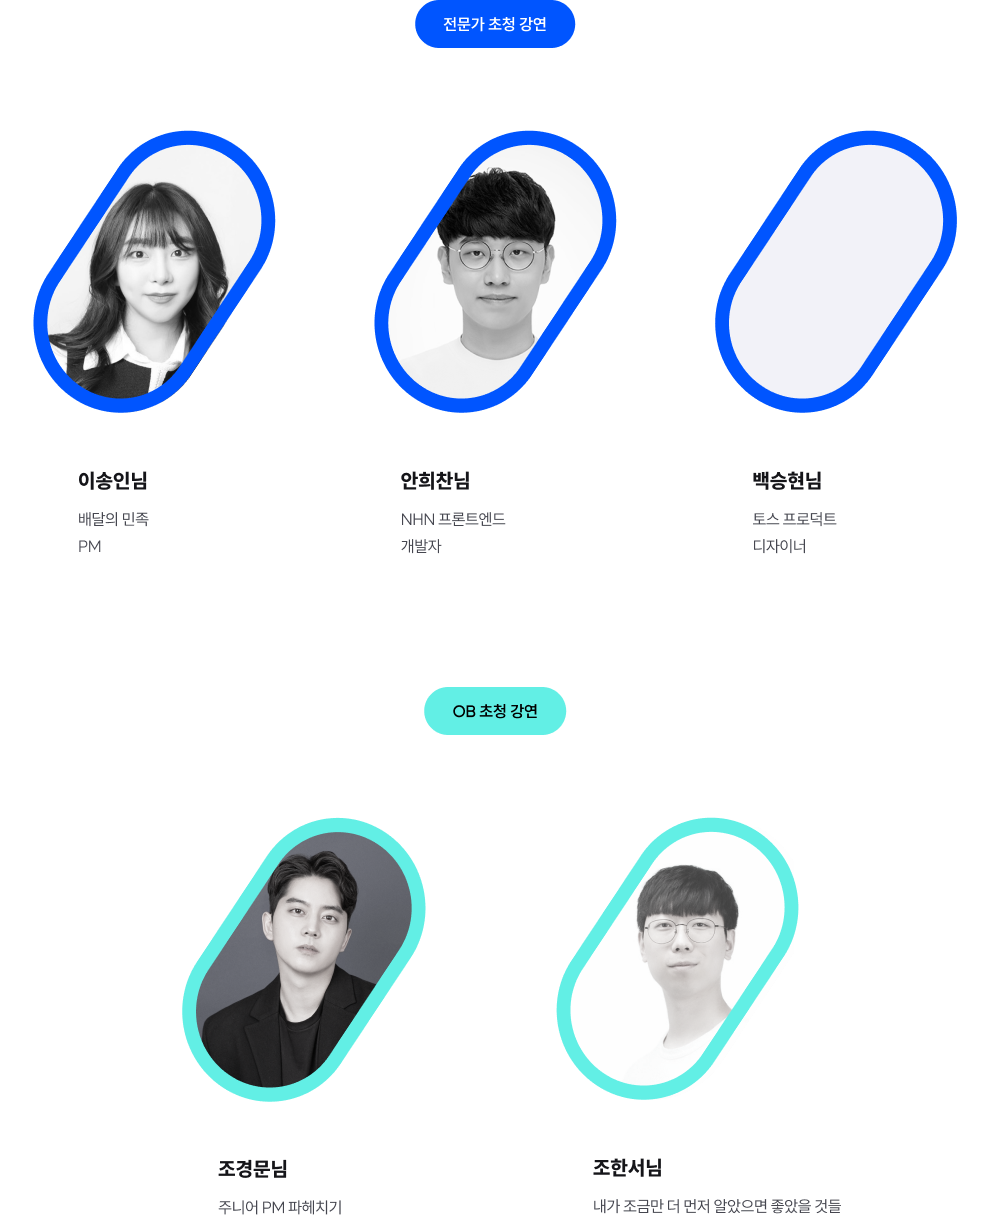 전문가 초청 강연
이송인님
배달의 민족
PM
안희찬님
NHN 프론트엔드
개발자
백승현님
토스 프로덕트
디자이너
OB 초청 강연
조경문님
주니어 PM 파헤치기
조한서님
내가 조금만 더 먼저 알았으면 좋았을 것들